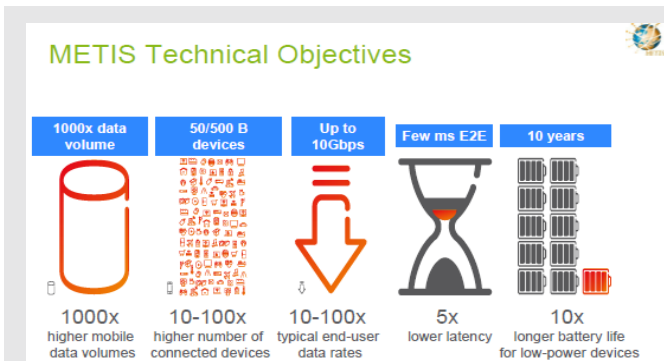 METIS Technical Objectives
1000x data
volume
50/500 B
devices
Up to
10Gbps
Few ms E2E
10 years
1000x
higher mobile
data volumes
10-100x
higher number of
connected devices
10-100x
typical end-user
data rates
5x
lower latency
10x
longer battery life
for low-power devices